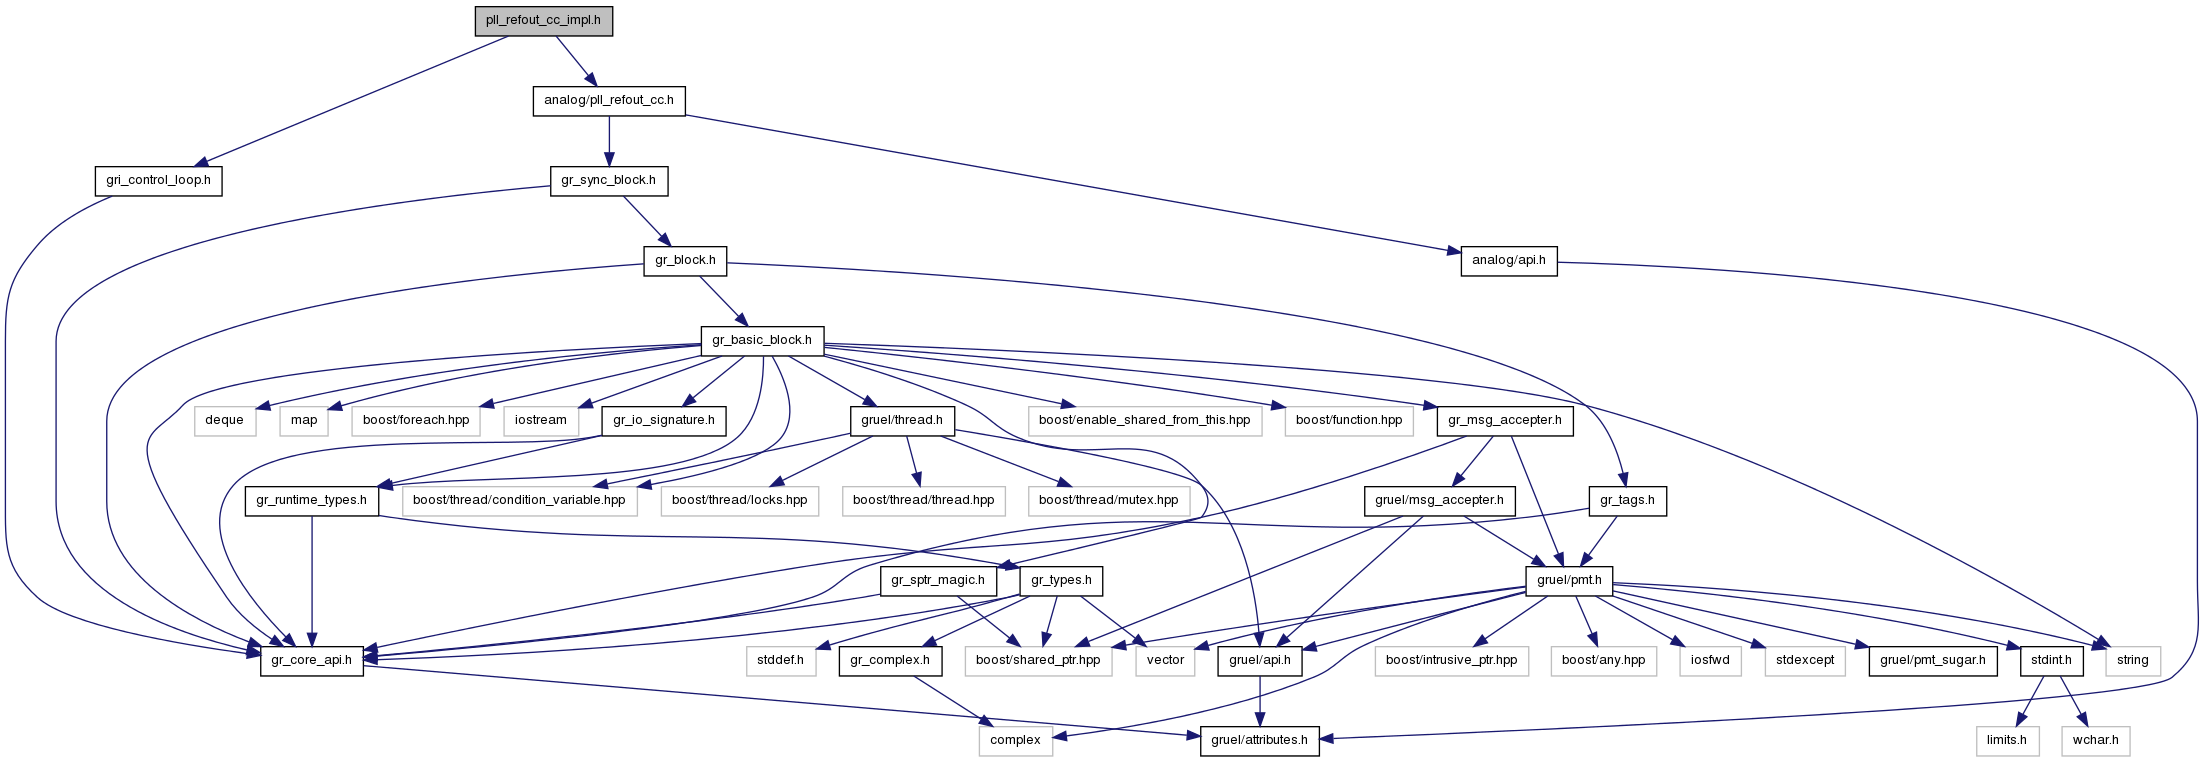 pll_refout_cc_impl.h
analog/pll_refout_cc.h
gri_control_loop.h
gr_sync_block.h
gr_block.h
analog/api.h
gr_basic_block.h
deque
map
boost/foreach.hpp
iostream
gr_io_signature.h
gruel/thread.h
boost/enable_shared_from_this.hpp
boost/function.hpp
gr_msg_accepter.h
gr_runtime_types.h
boost/thread/condition_variable.hpp
boost/thread/locks.hpp
boost/thread/thread.hpp
boost/thread/mutex.hpp
gruel/msg_accepter.h
gr_tags.h
gr_sptr_magic.h
gr_types.h
gruel/pmt.h
gr_core_api.h
stddef.h
gr_complex.h
boost/shared_ptr.hpp
vector
gruel/api.h
boost/intrusive_ptr.hpp
boost/any.hpp
iosfwd
stdexcept
gruel/pmt_sugar.h
stdint.h
string
complex
gruel/attributes.h
limits.h
wchar.h